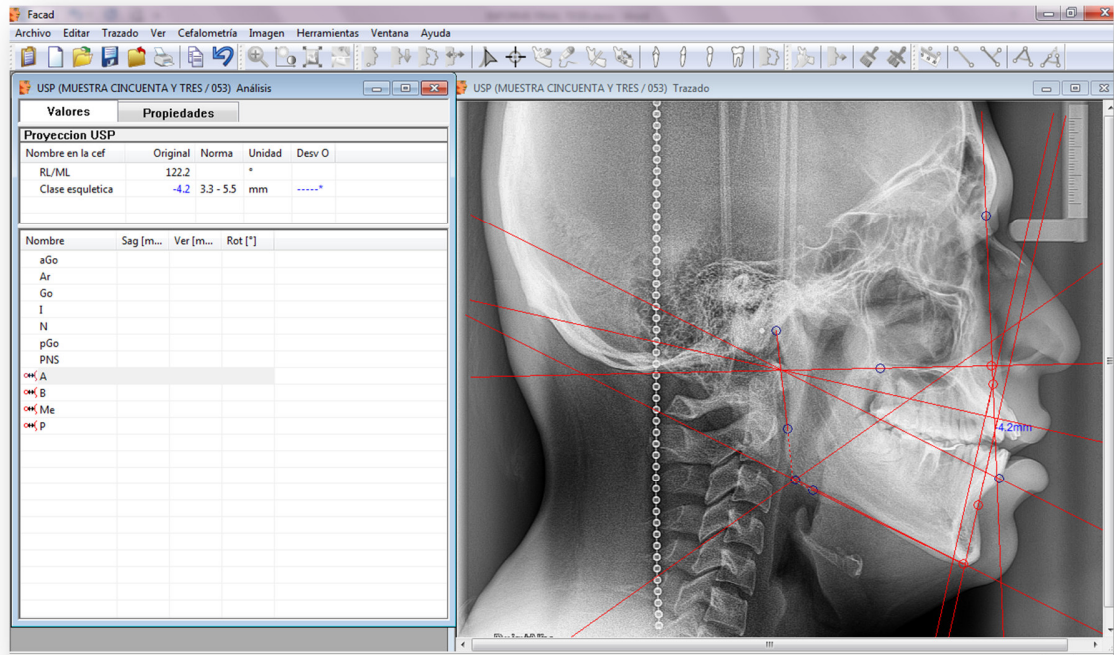 Facad
Archivo Editar Trazado Ver Cefalometría Imagen Herramientas Ventana Ayuda
USP (MUESTRA CINCUENTA Y TRES / 053) Análisis
USP (MUESTRA CINCUENTA Y TRES / 053) Trazado
Valores Propiedades
Proyeccion USP
Nombre en la cef Original Norma Unidad Desv O
RL/ML 122.2 °
Clase esquletica -4.2 3.3 - 5.5 mm -----*
Nombre Sag [m... Ver [m... Rot [°]
aGo
Ar
Go
I
N
pGo
PNS
A
B
Me
P
-4.2mm